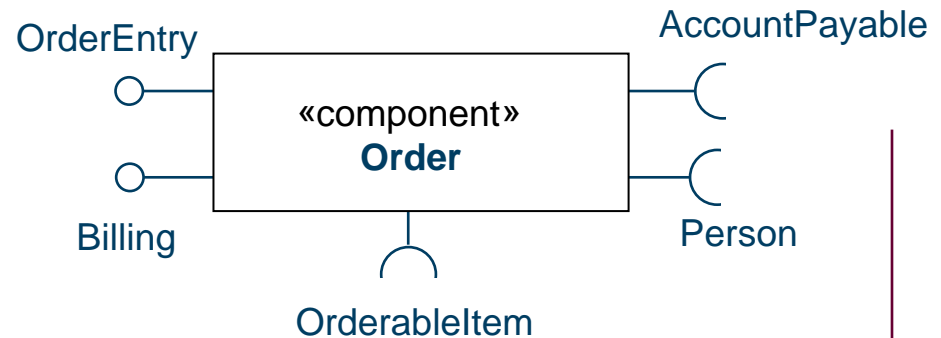 OrderEntry
AccountPayable
«component»
Order
Billing
Person
OrderableItem